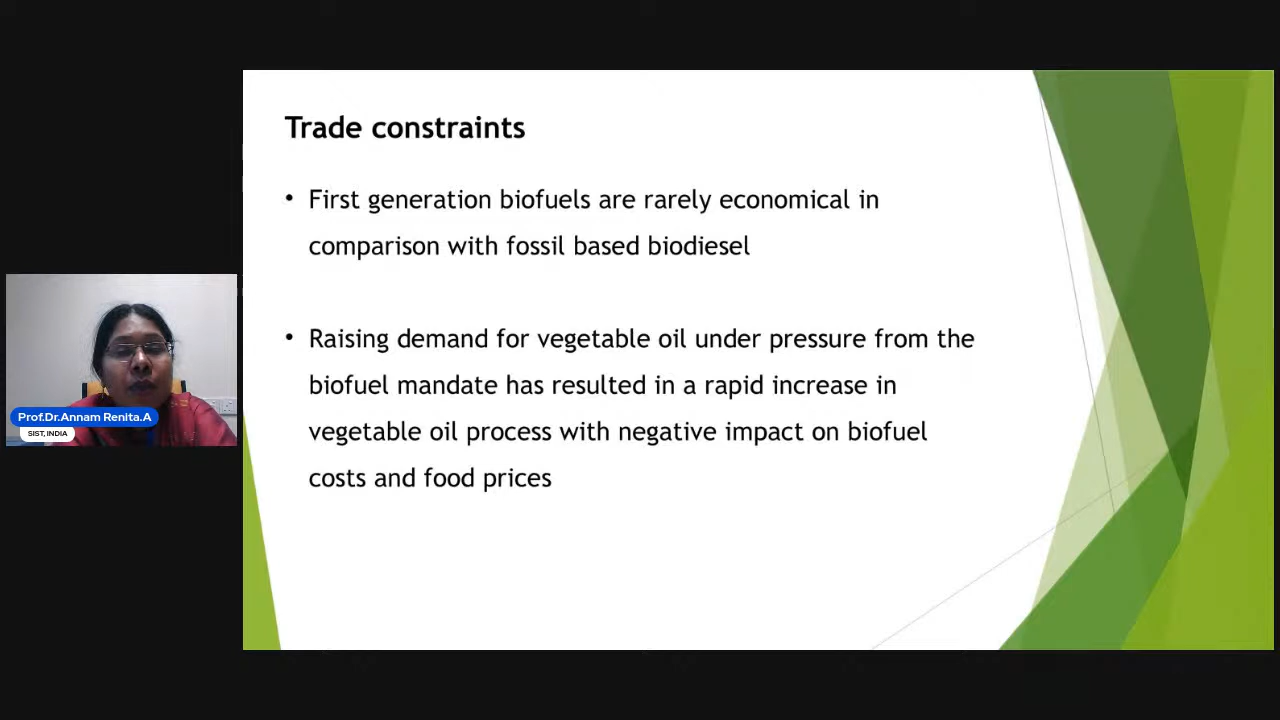 Trade constraints
• First generation biofuels are rarely economical in
comparison with fossil based biodiesel
• Raising demand for vegetable oil under pressure from the
biofuel mandate has resulted in a rapid increase in
vegetable oil process with negative impact on biofuel
costs and food prices
Prof.Dr.Annam Renita.A
SIST, INDIA